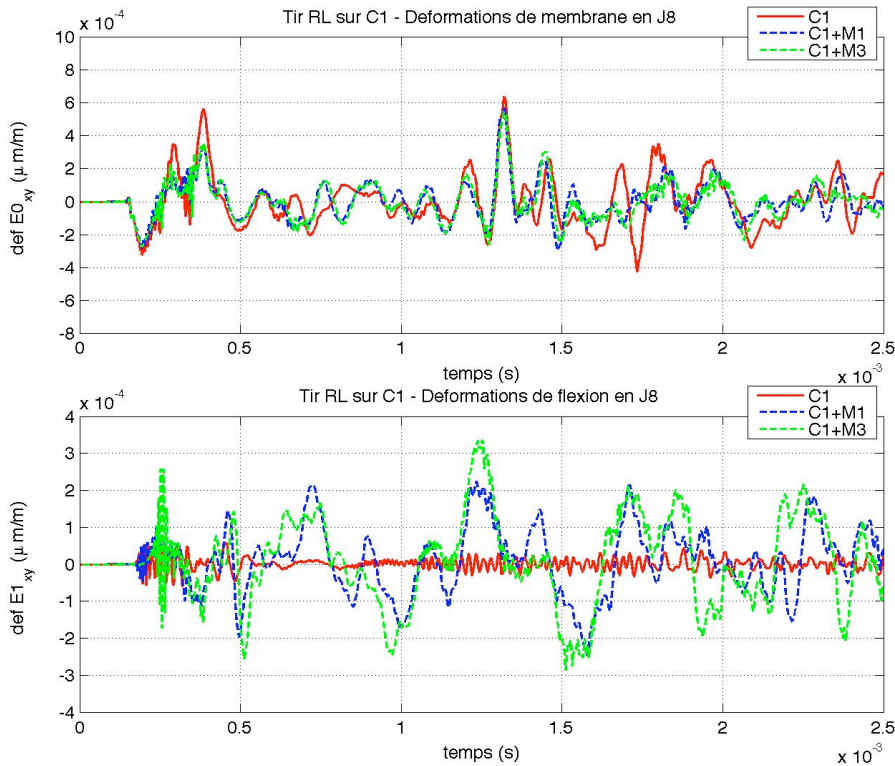 x 10⁻⁴
Tir RL sur C1 - Deformations de membrane en J8
C1
C1+M1
C1+M3
10
8
6
4
2
0
-2
-4
-6
-8
def E0xy (μ m/m)
0
0.5
1
1.5
2
2.5
temps (s)
x 10⁻³
x 10⁻⁴
Tir RL sur C1 - Deformations de flexion en J8
C1
C1+M1
C1+M3
4
3
2
1
0
-1
-2
-3
-4
def E1xy (μ m/m)
0
0.5
1
1.5
2
2.5
temps (s)
x 10⁻³